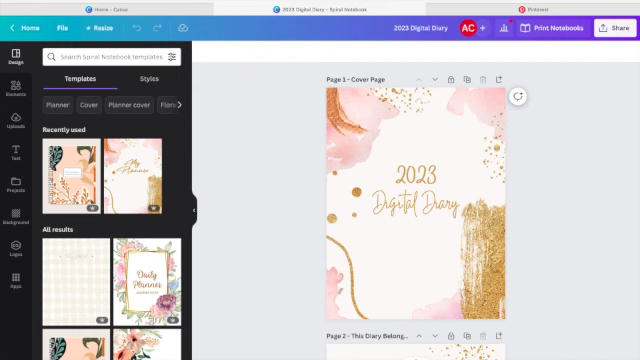 Home - Canva
2023 Digital Diary - Spiral Notebook
Pinterest
Home
File
Resize
2023 Digital Diary
AC
Print Notebooks
Share
Design
Elements
Uploads
Text
Projects
Background
Logos
Apps
Search Spiral Notebook templates
Templates
Styles
Planner
Cover
Planner cover
Recently used
My
Planner
All results
Daily
Planner
Page 1 - Cover Page
2023
Digital Diary
Page 2 - This Diary Belong...